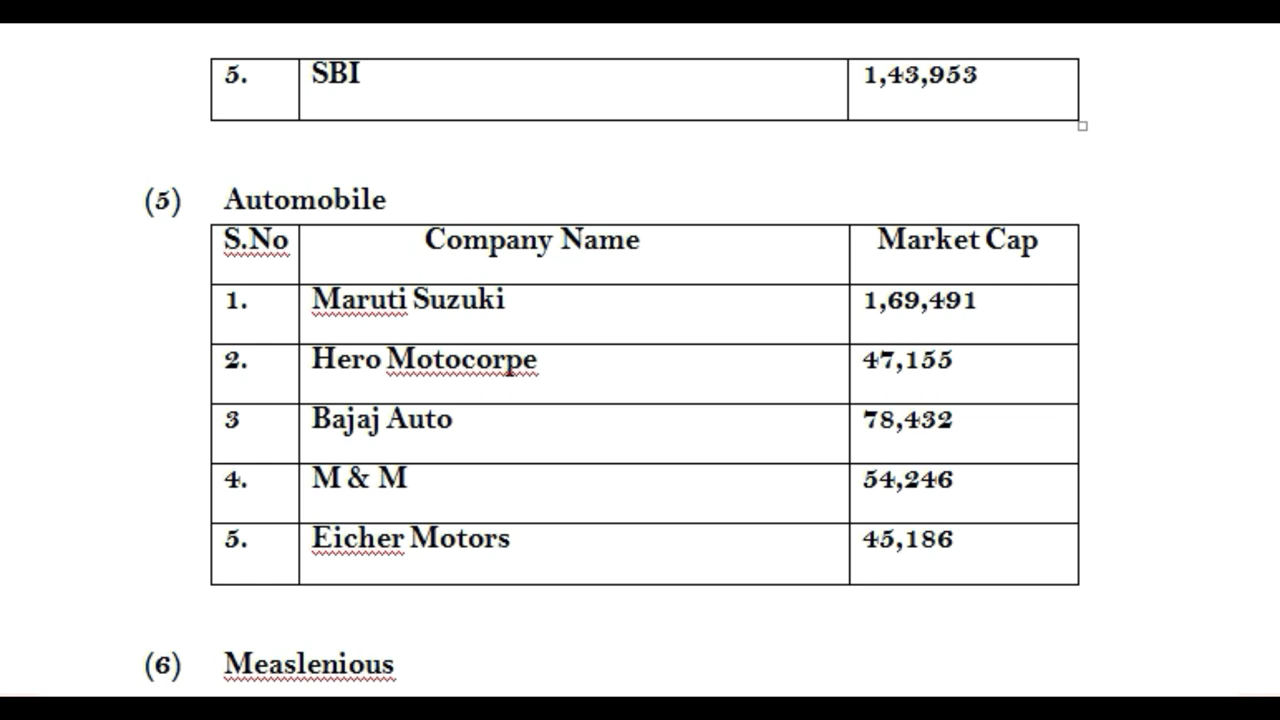 5. SBI 1,43,953
(5) Automobile
S.No Company Name Market Cap
1. Maruti Suzuki 1,69,491
2. Hero Motocorpe 47,155
3 Bajaj Auto 78,432
4. M & M 54,246
5. Eicher Motors 45,186
(6) Measlenious